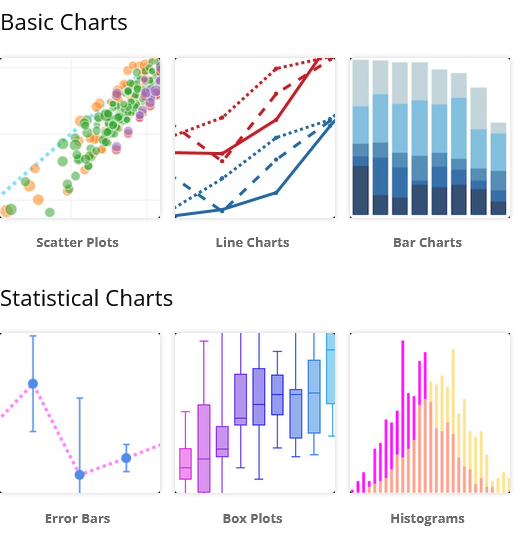 Basic Charts
Scatter Plots
Line Charts
Bar Charts
Statistical Charts
Error Bars
Box Plots
Histograms